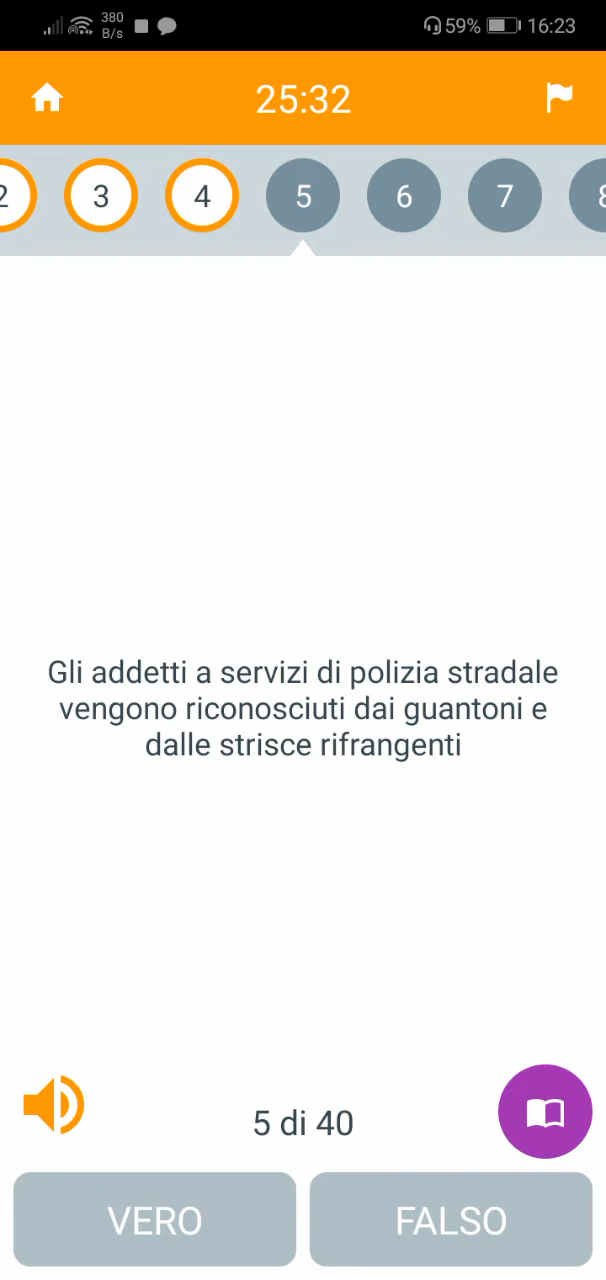 380
B/s
59%
16:23
25:32
2
3
4
5
6
7
8
Gli addetti a servizi di polizia stradale
vengono riconosciuti dai guantoni e
dalle strisce rifrangenti
5 di 40
VERO
FALSO